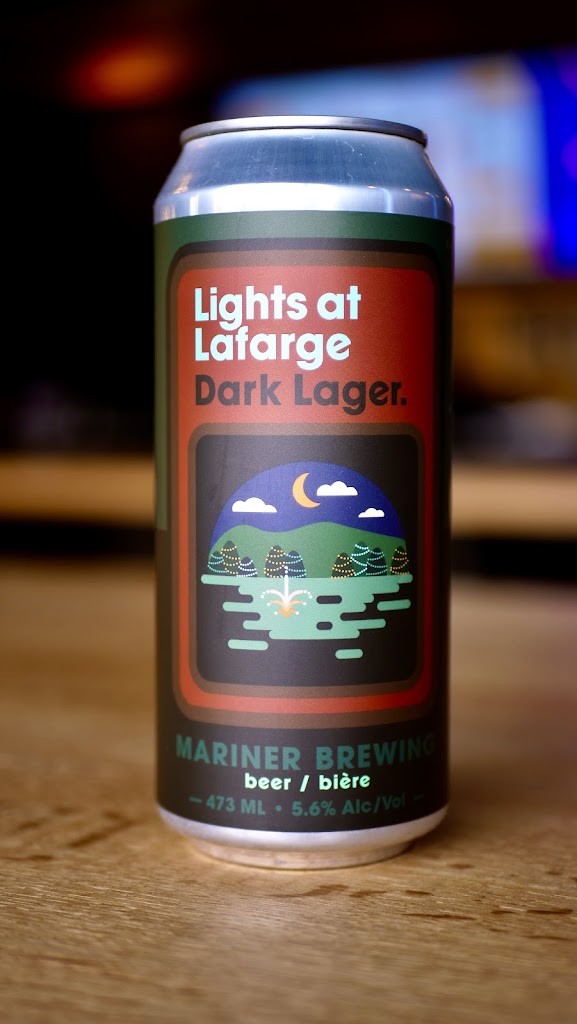 Lights at
Lafarge
Dark Lager.
MARINER BREWING
beer / bière
— 473 ML • 5.6% Alc/Vol —